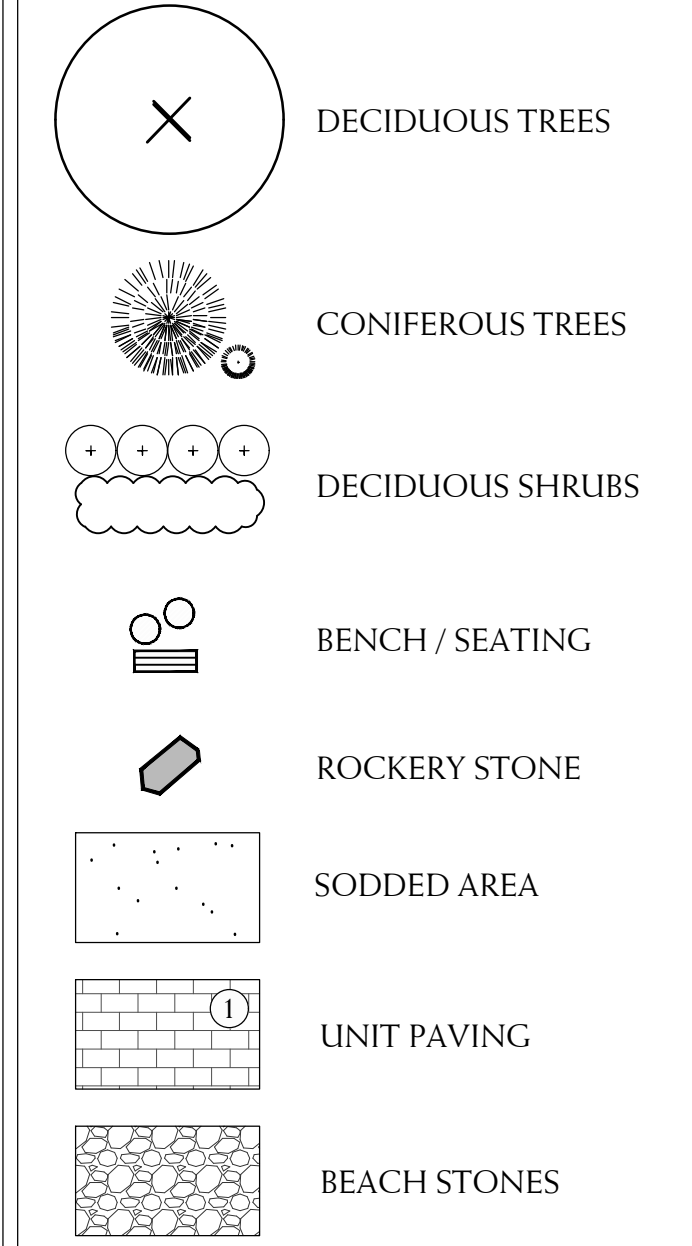 DECIDUOUS TREES
CONIFEROUS TREES
DECIDUOUS SHRUBS
BENCH / SEATING
ROCKERY STONE
SODDED AREA
1
UNIT PAVING
BEACH STONES